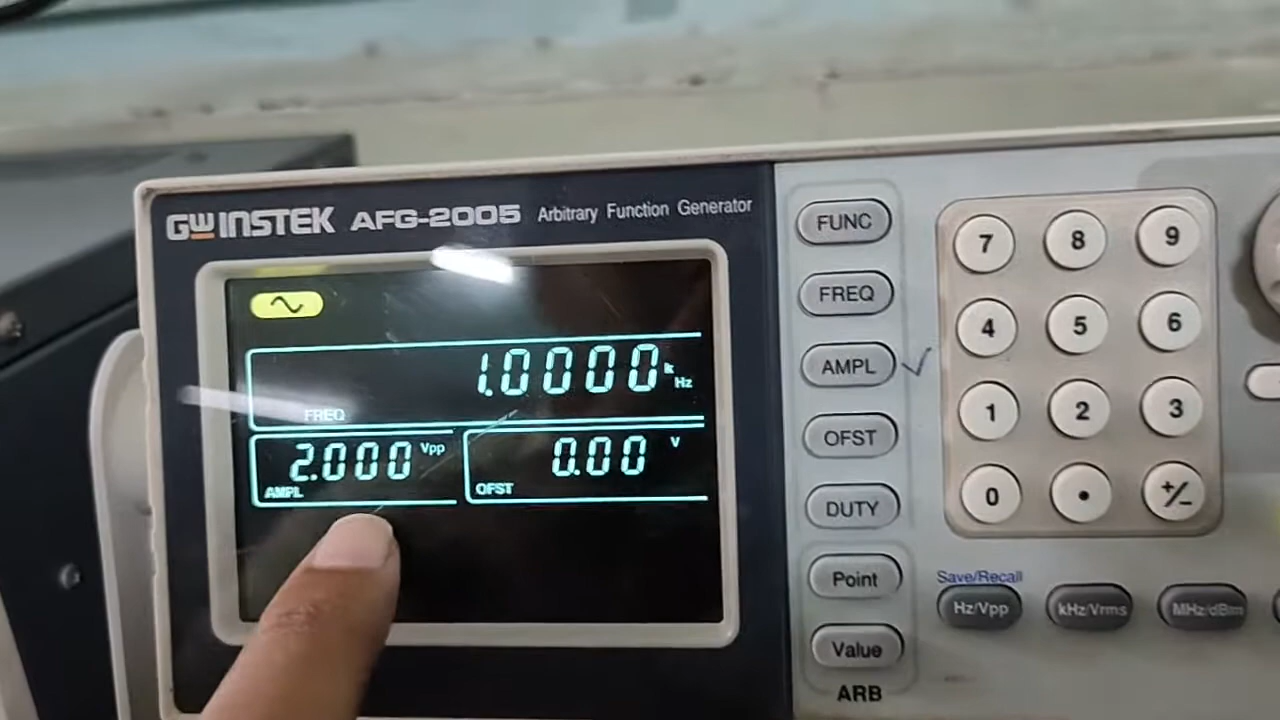 GWINSTEK AFG-2005 Arbitrary Function Generator
1.0000 kHz
FREQ
2.000 Vpp
AMPL
0.00 V
OFST
FUNC
FREQ
AMPL
OFST
DUTY
Point
Value
ARB
7 8 9
4 5 6
1 2 3
0 • +/-
Save/Recall
Hz/Vpp kHz/Vrms MHz/dBm